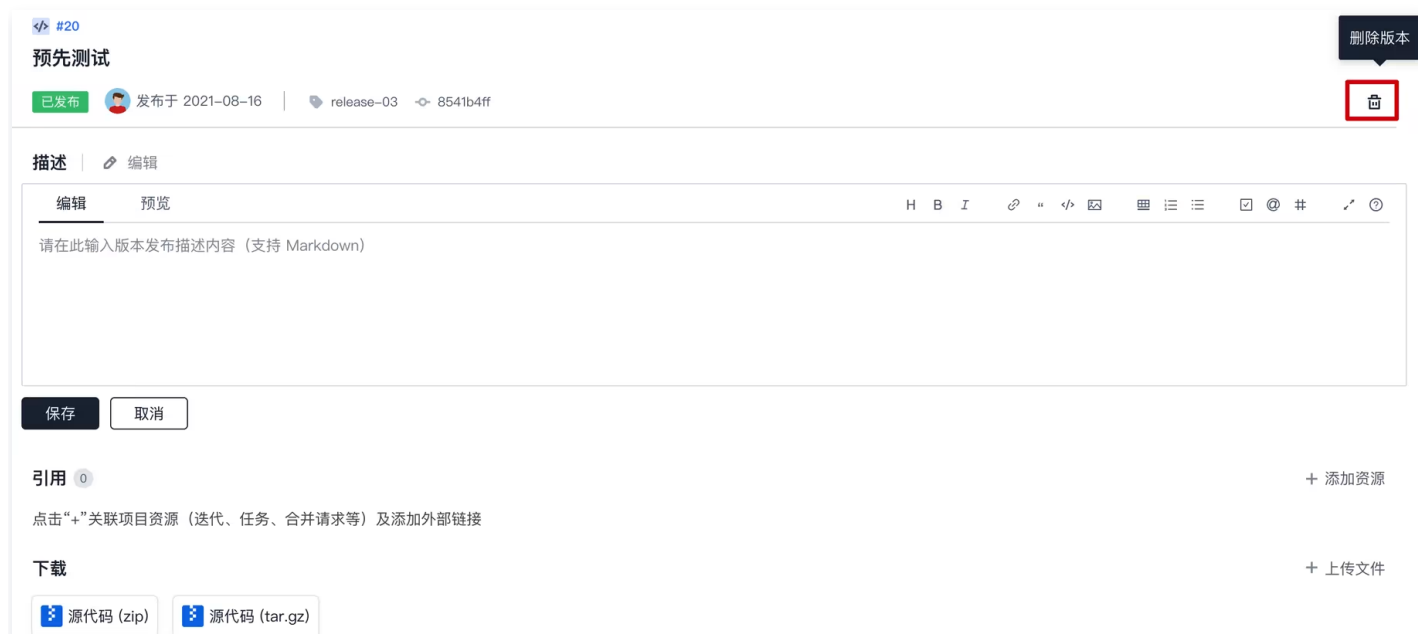 #20
预先测试
删除版本
已发布 发布于 2021-08-16 release-03 8541b4ff
描述 编辑
编辑 预览 H B I “ </> @ #
请在此输入版本发布描述内容（支持 Markdown）
保存 取消
引用 0 + 添加资源
点击“+”关联项目资源（迭代、任务、合并请求等）及添加外部链接
下载 + 上传文件
源代码 (zip) 源代码 (tar.gz)